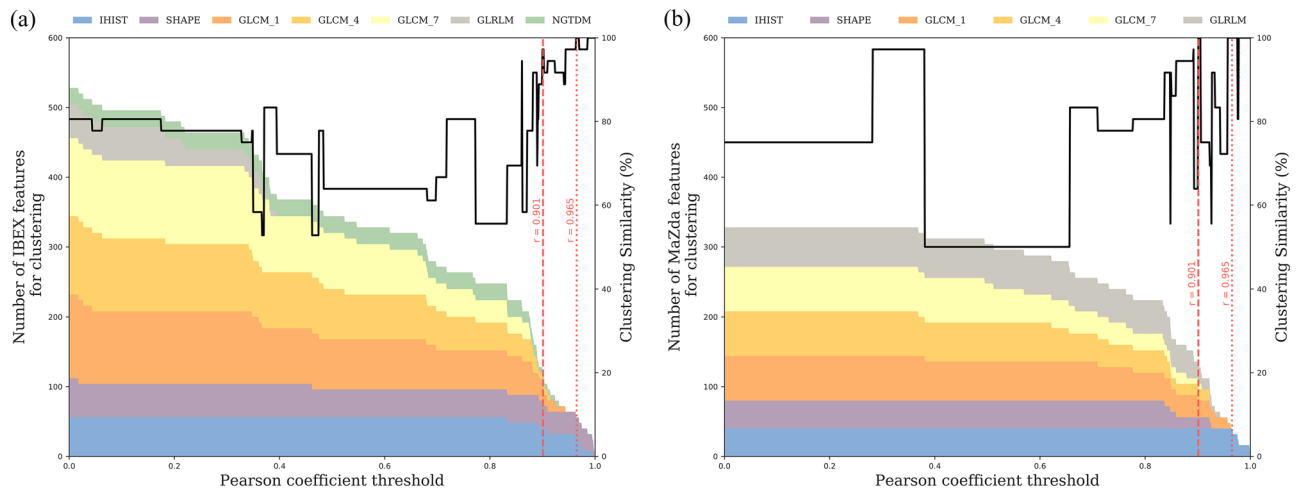 (a)
IHIST SHAPE GLCM_1 GLCM_4 GLCM_7 GLRLM NGTDM
600
500
400
300
200
100
0
Number of IBEX features
for clustering
0.0 0.2 0.4 0.6 0.8 1.0
Pearson coefficient threshold
100
80
60
40
20
0
Clustering Similarity (%)
r = 0.901
r = 0.965
(b)
IHIST SHAPE GLCM_1 GLCM_4 GLCM_7 GLRLM
600
500
400
300
200
100
0
Number of MaZda features
for clustering
0.0 0.2 0.4 0.6 0.8 1.0
Pearson coefficient threshold
100
80
60
40
20
0
Clustering Similarity (%)
r = 0.901
r = 0.965